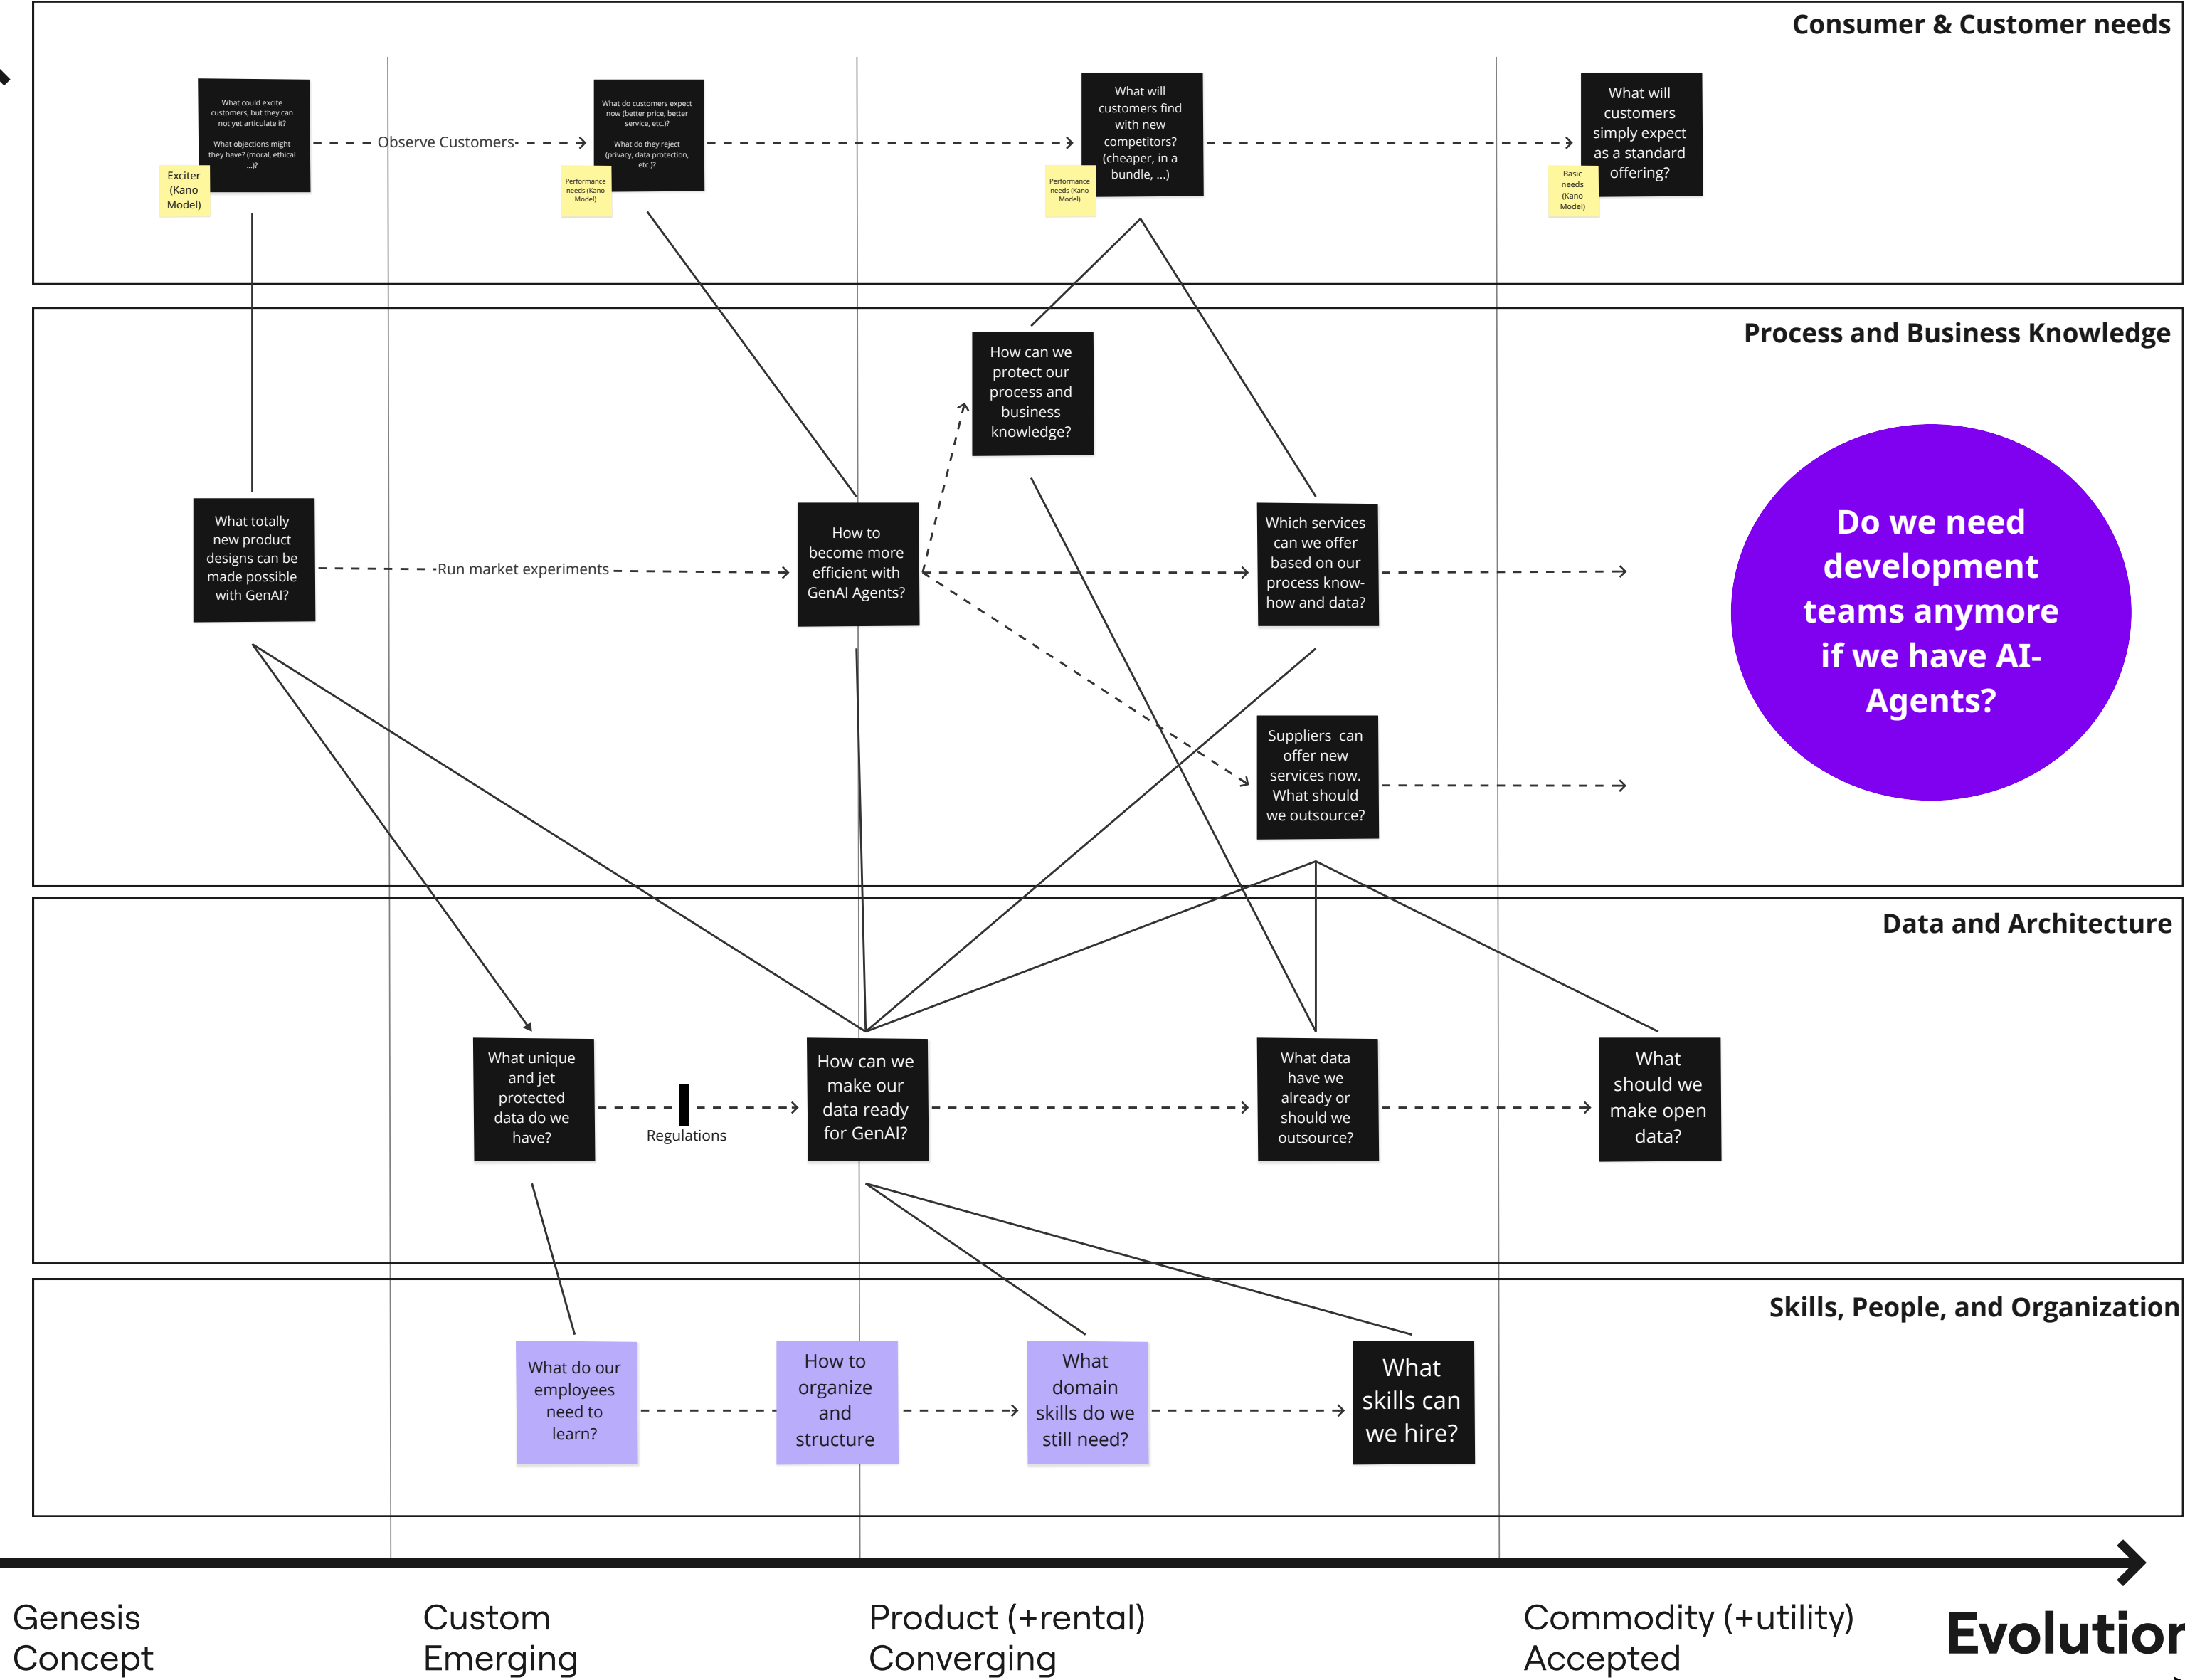 Consumer & Customer needs
What could excite
customers, but they can
not yet articulate it?
What objections might
they have? (moral, ethical
...)?
Exciter
(Kano
Model)
Observe Customers
What do customers expect
now (better price, better
service, etc.)?
What do they reject
(privacy, data protection,
etc.)?
Performance
needs (Kano
Model)
What will
customers find
with new
competitors?
(cheaper, in a
bundle, ...)
Performance
needs (Kano
Model)
What will
customers
simply expect
as a standard
offering?
Basic
needs
(Kano
Model)
Process and Business Knowledge
How can we
protect our
process and
business
knowledge?
What totally
new product
designs can be
made possible
with GenAI?
Run market experiments
How to
become more
efficient with
GenAI Agents?
Which services
can we offer
based on our
process know-
how and data?
Suppliers can
offer new
services now.
What should
we outsource?
Do we need
development
teams anymore
if we have AI-
Agents?
Data and Architecture
What unique
and jet
protected
data do we
have?
Regulations
How can we
make our
data ready
for GenAI?
What data
have we
already or
should we
outsource?
What
should we
make open
data?
Skills, People, and Organization
What do our
employees
need to
learn?
How to
organize
and
structure
What
domain
skills do we
still need?
What
skills can
we hire?
Genesis
Concept
Custom
Emerging
Product (+rental)
Converging
Commodity (+utility)
Accepted
Evolution